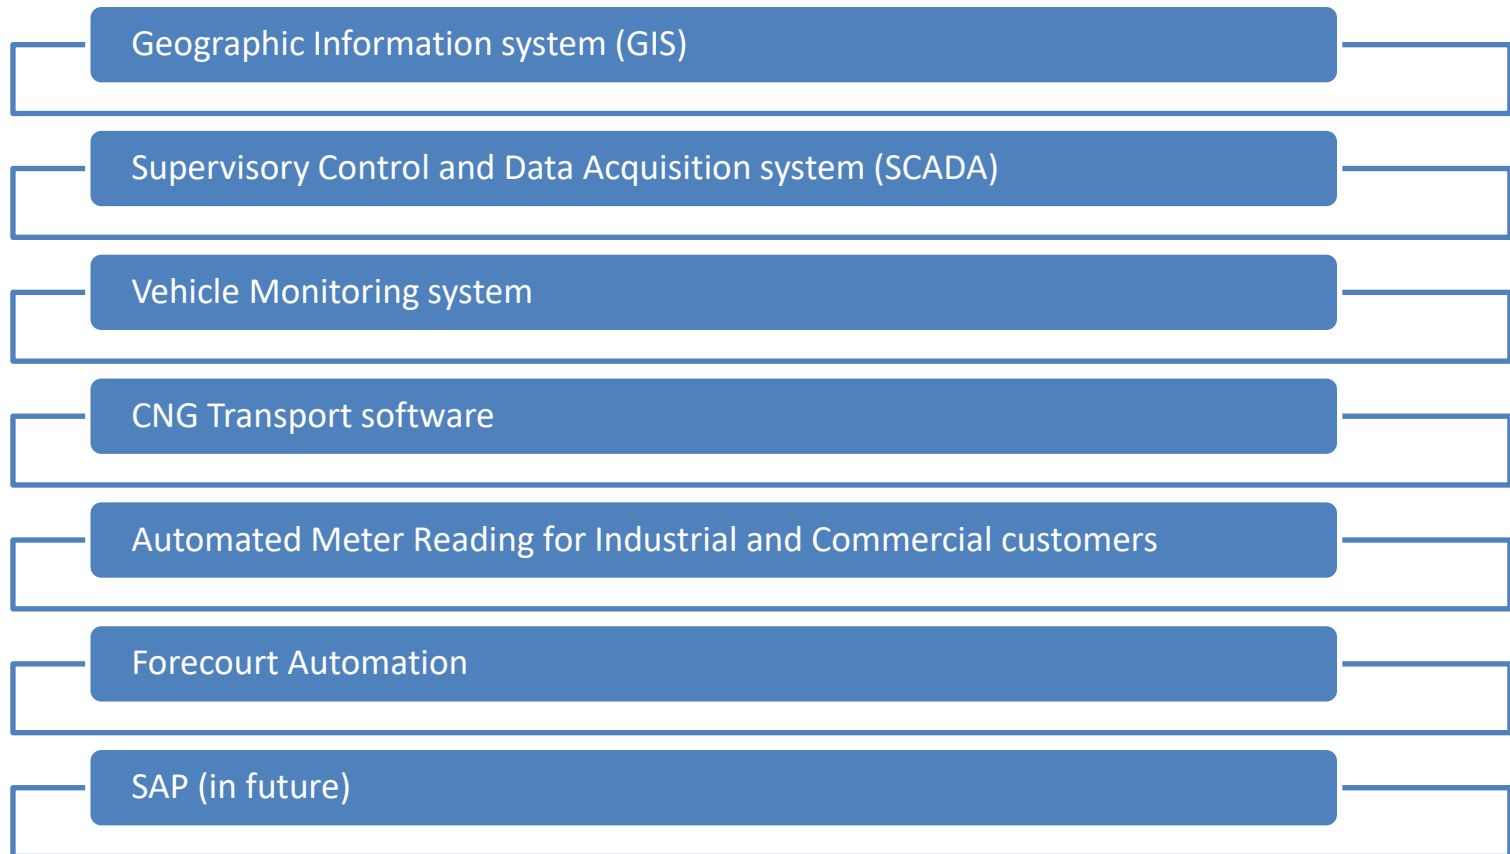 Geographic Information system (GIS)
Supervisory Control and Data Acquisition system (SCADA)
Vehicle Monitoring system
CNG Transport software
Automated Meter Reading for Industrial and Commercial customers
Forecourt Automation
SAP (in future)